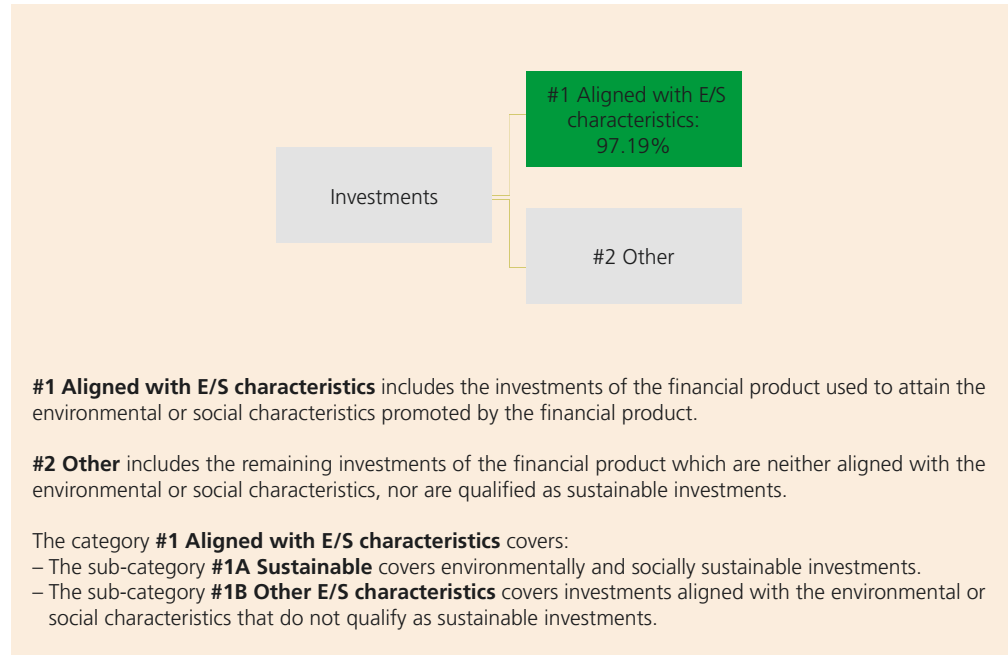 #1 Aligned with E/S
characteristics:
97.19%
Investments
#2 Other
#1 Aligned with E/S characteristics includes the investments of the financial product used to attain the
environmental or social characteristics promoted by the financial product.
#2 Other includes the remaining investments of the financial product which are neither aligned with the
environmental or social characteristics, nor are qualified as sustainable investments.
The category #1 Aligned with E/S characteristics covers:
– The sub-category #1A Sustainable covers environmentally and socially sustainable investments.
– The sub-category #1B Other E/S characteristics covers investments aligned with the environmental or
social characteristics that do not qualify as sustainable investments.